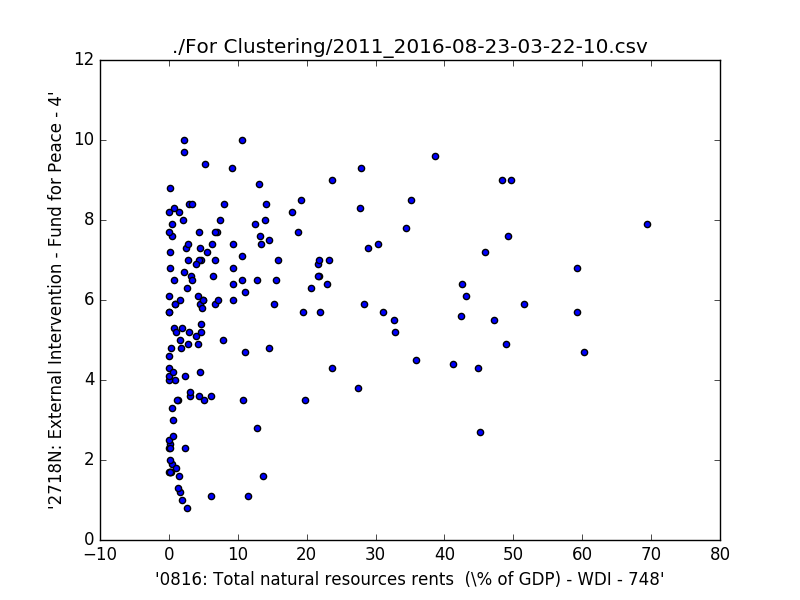 ./For Clustering/2011_2016-08-23-03-22-10.csv
12
10
8
6
4
2
0
'2718N: External Intervention - Fund for Peace - 4'
−10 0 10 20 30 40 50 60 70 80
'0816: Total natural resources rents  (\% of GDP) - WDI - 748'